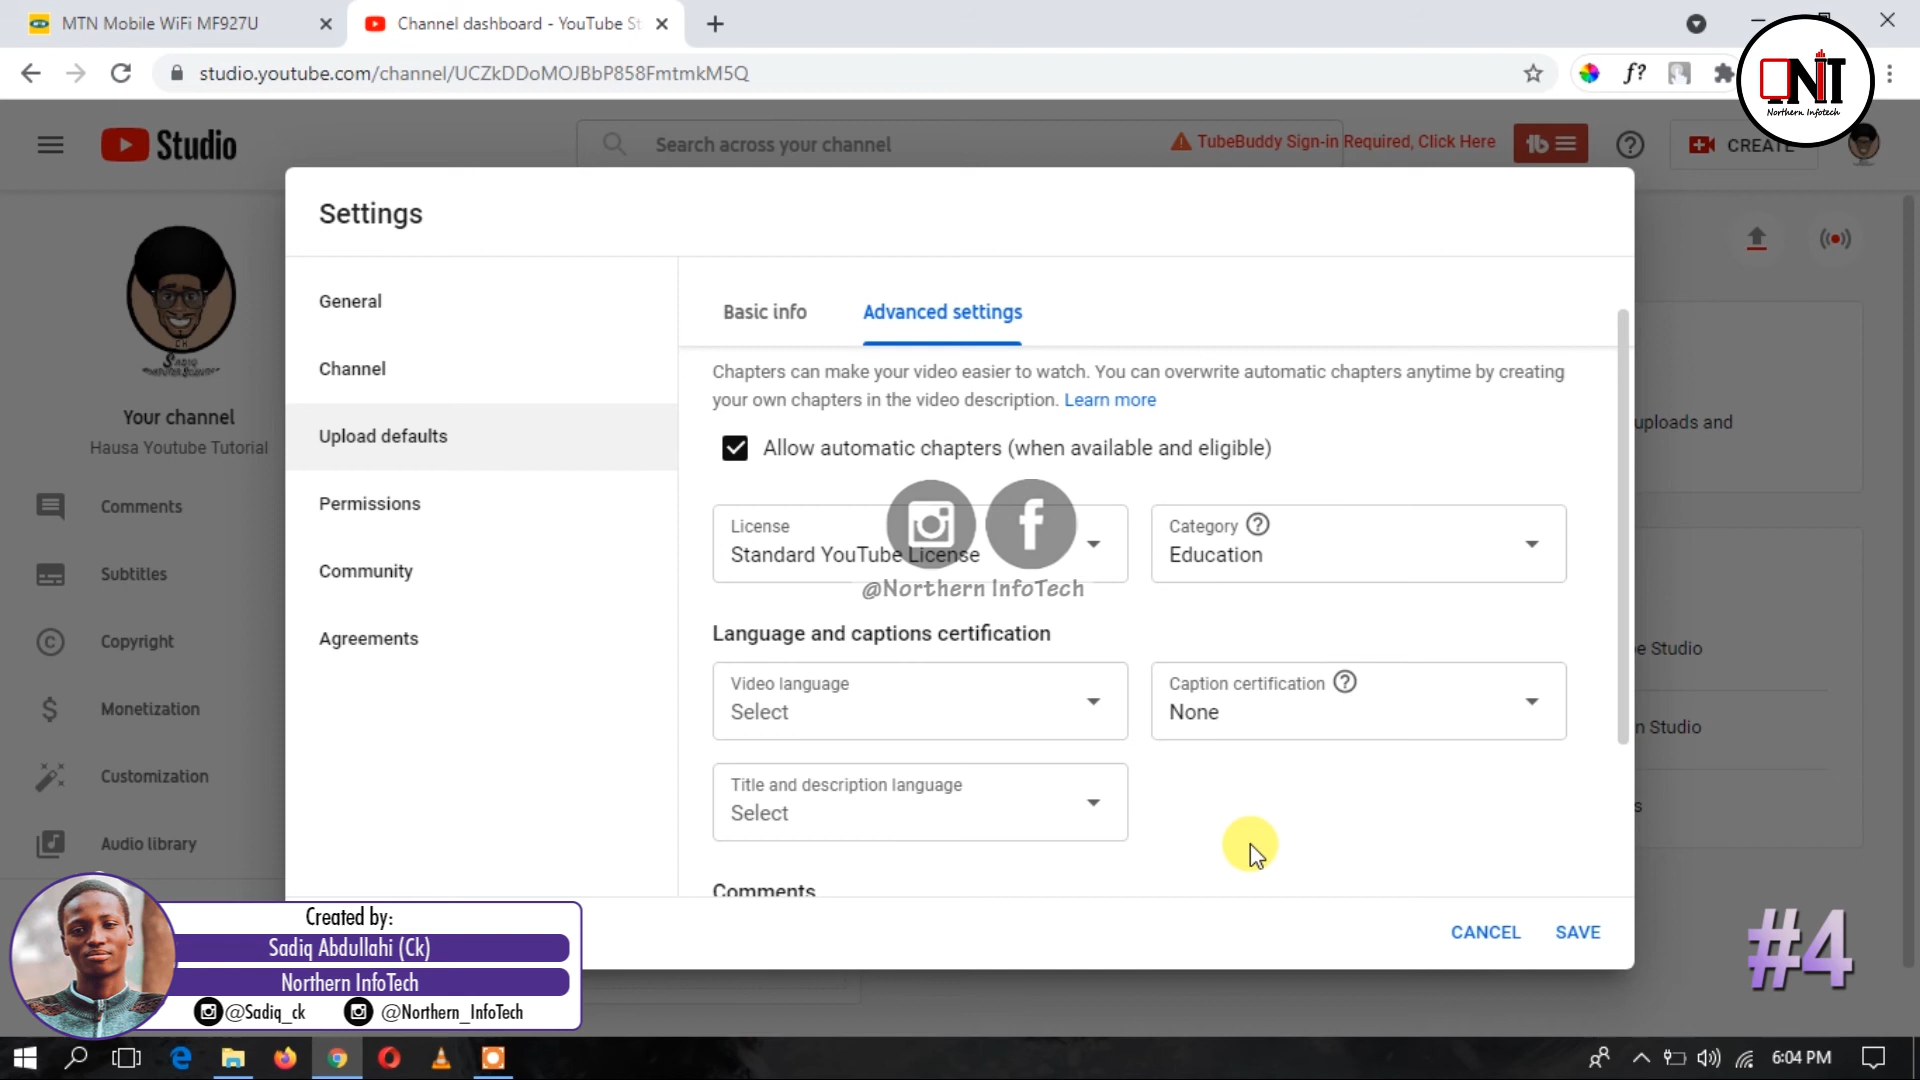 MTN Mobile WiFi MF927U
Channel dashboard - YouTube St
studio.youtube.com/channel/UCZkDDoMOJBbP858FmtmkM5Q
f?
NIT
Northern Infotech
Studio
Search across your channel
TubeBuddy Sign-in Required, Click Here
tb
CREATE
Settings
General
Channel
Upload defaults
Permissions
Community
Agreements
Basic info
Advanced settings
Chapters can make your video easier to watch. You can overwrite automatic chapters anytime by creating
your own chapters in the video description. Learn more
Allow automatic chapters (when available and eligible)
License
Standard YouTube License
Category
Education
@Northern InfoTech
Language and captions certification
Video language
Select
Caption certification
None
Title and description language
Select
Comments
CANCEL
SAVE
CK
Your channel
Hausa Youtube Tutorial
Comments
Subtitles
Copyright
Monetization
Customization
Audio library
uploads and
e Studio
n Studio
s
Created by:
Sadiq Abdullahi (Ck)
Northern InfoTech
@Sadiq_ck
@Northern_InfoTech
#4
6:04 PM